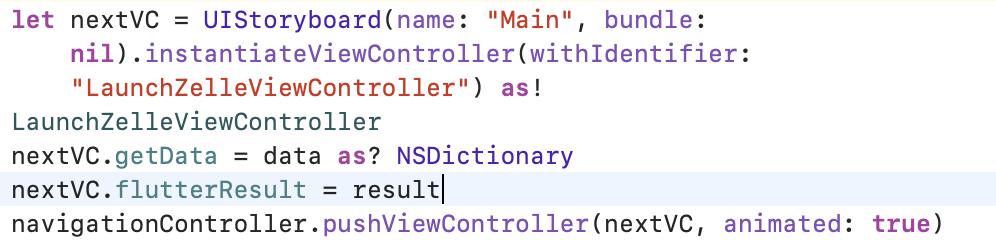 let nextVC = UIStoryboard(name: "Main", bundle:
nil).instantiateViewController(withIdentifier:
"LaunchZelleViewController") as!
LaunchZelleViewController
nextVC.getData = data as? NSDictionary
nextVC.flutterResult = result
navigationController.pushViewController(nextVC, animated: true)